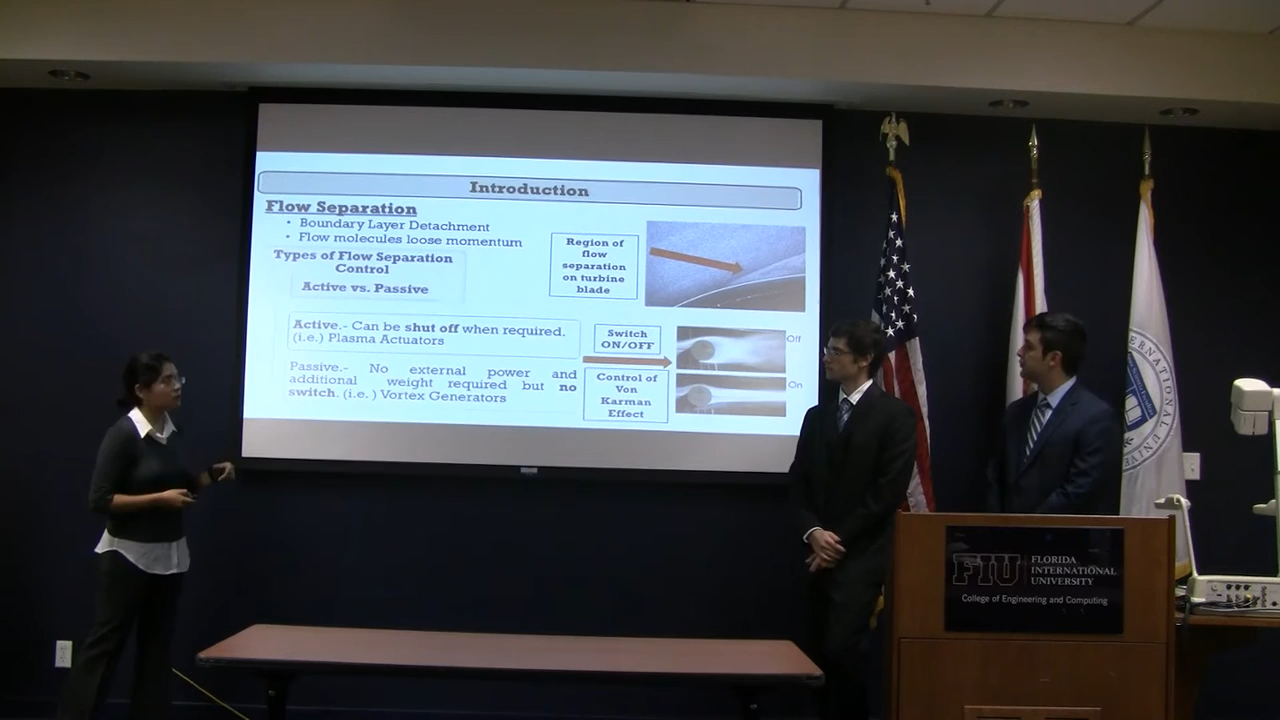 Introduction
Flow Separation
• Boundary Layer Detachment
• Flow molecules loose momentum
Types of Flow Separation
Control
Active vs. Passive
Region of
flow
separation
on turbine
blade
Active.- Can be shut off when required.
(i.e.) Plasma Actuators
Passive.- No external power and
additional weight required but no
switch. (i.e.) Vortex Generators
Switch
ON/OFF
Control of
Von
Karman
Effect
Off
On
FIU
FLORIDA
INTERNATIONAL
UNIVERSITY
College of Engineering and Computing